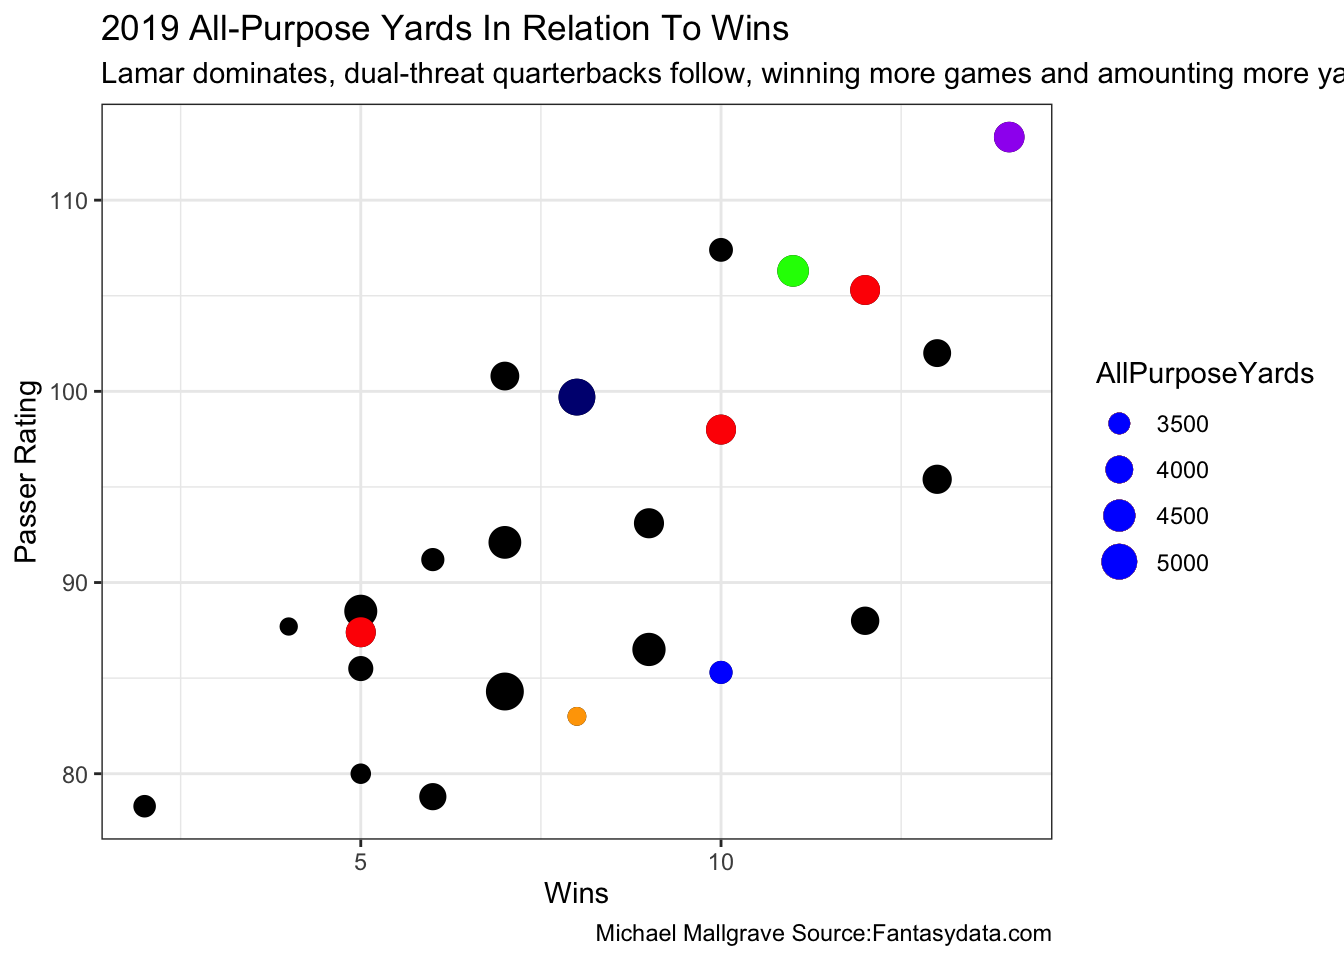 2019 All-Purpose Yards In Relation To Wins
Lamar dominates, dual-threat quarterbacks follow, winning more games and amounting more
110
100
90
80
Passer Rating
5
10
Wins
AllPurposeYards
3500
4000
4500
5000
Michael Mallgrave Source:Fantasydata.com